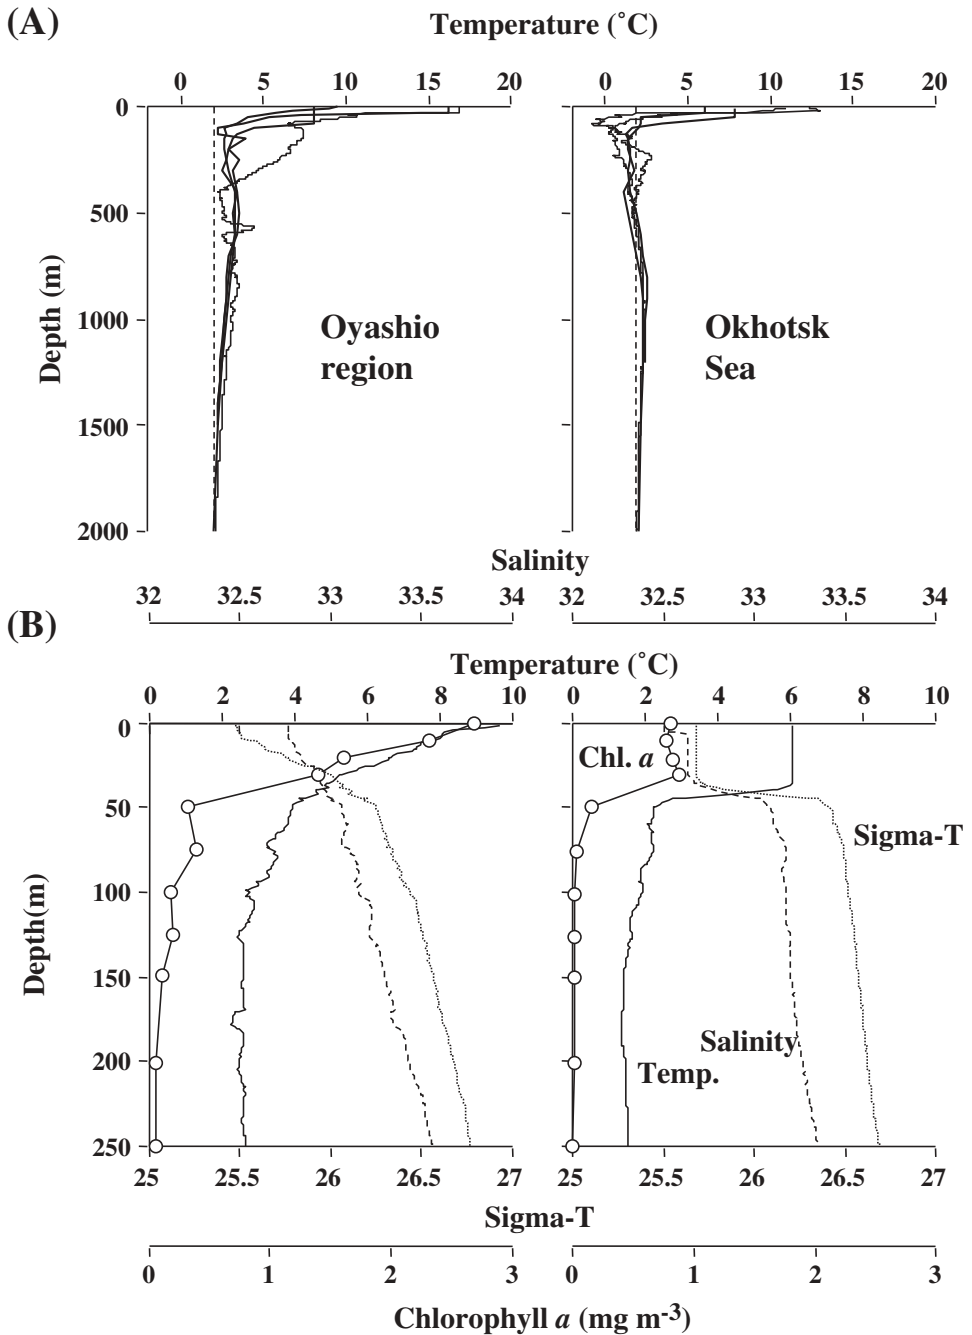 (A)
Temperature (˚C)
0 5 10 15 20 0 5 10 15 20
0
500
1000
1500
2000
Depth (m)
Oyashio
region
Okhotsk
Sea
Salinity
32 32.5 33 33.5 34 32 32.5 33 33.5 34
(B)
Temperature (˚C)
0 2 4 6 8 10 0 2 4 6 8 10
0
50
100
150
200
250
Depth(m)
Chl. a
Sigma-T
Salinity
Temp.
25 25.5 26 26.5 27 25 25.5 26 26.5 27
Sigma-T
0 1 2 3 0 1 2 3
Chlorophyll a (mg m-3)